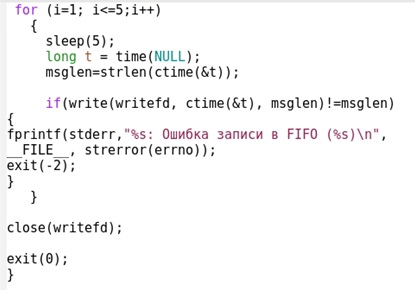 for (i=1; i<=5;i++)
{
sleep(5);
long t = time(NULL);
msglen=strlen(ctime(&t));
if(write(writefd, ctime(&t), msglen)!=msglen)
{
fprintf(stderr,"%s: Ошибка записи в FIFO (%s)\n",
__FILE__, strerror(errno));
exit(-2);
}
}
close(writefd);
exit(0);
}